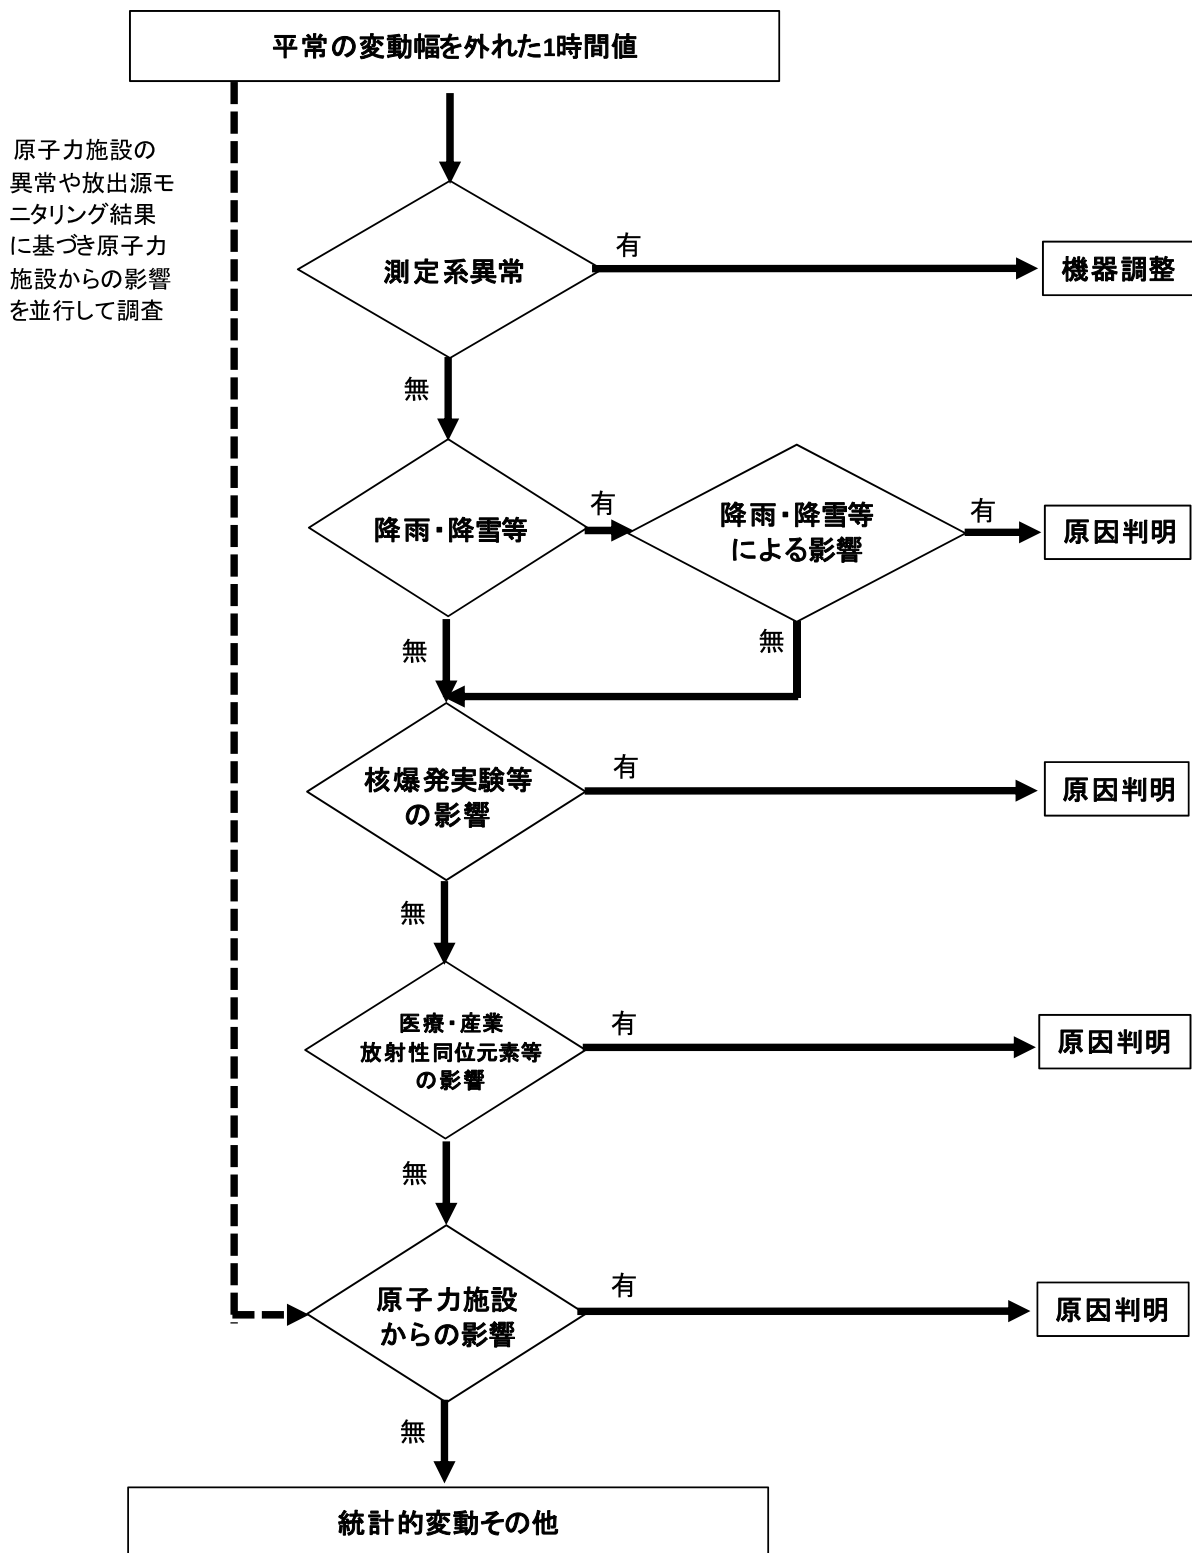 平常の変動幅を外れた1時間値
原子力施設の
異常や放出源モ
ニタリング結果
に基づき原子力
施設からの影響
を並行して調査
測定系異常
有
機器調整
無
降雨・降雪等
有
降雨・降雪等
による影響
有
原因判明
無
無
核爆発実験等
の影響
有
原因判明
無
医療・産業
放射性同位元素等
の影響
有
原因判明
無
原子力施設
からの影響
有
原因判明
無
統計的変動その他